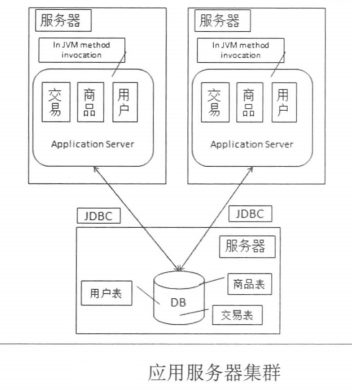 服务器
服务器
In JVM method
invocation
In JVM method
invocation
交易
商品
用户
交易
商品
用户
Application Server
Application Server
JDBC
JDBC
服务器
用户表
DB
商品表
交易表
应用服务器集群